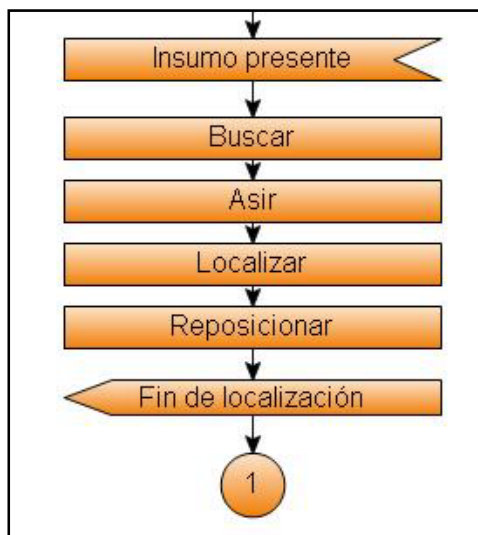 Insumo presente
Buscar
Asir
Localizar
Reposicionar
Fin de localización
1